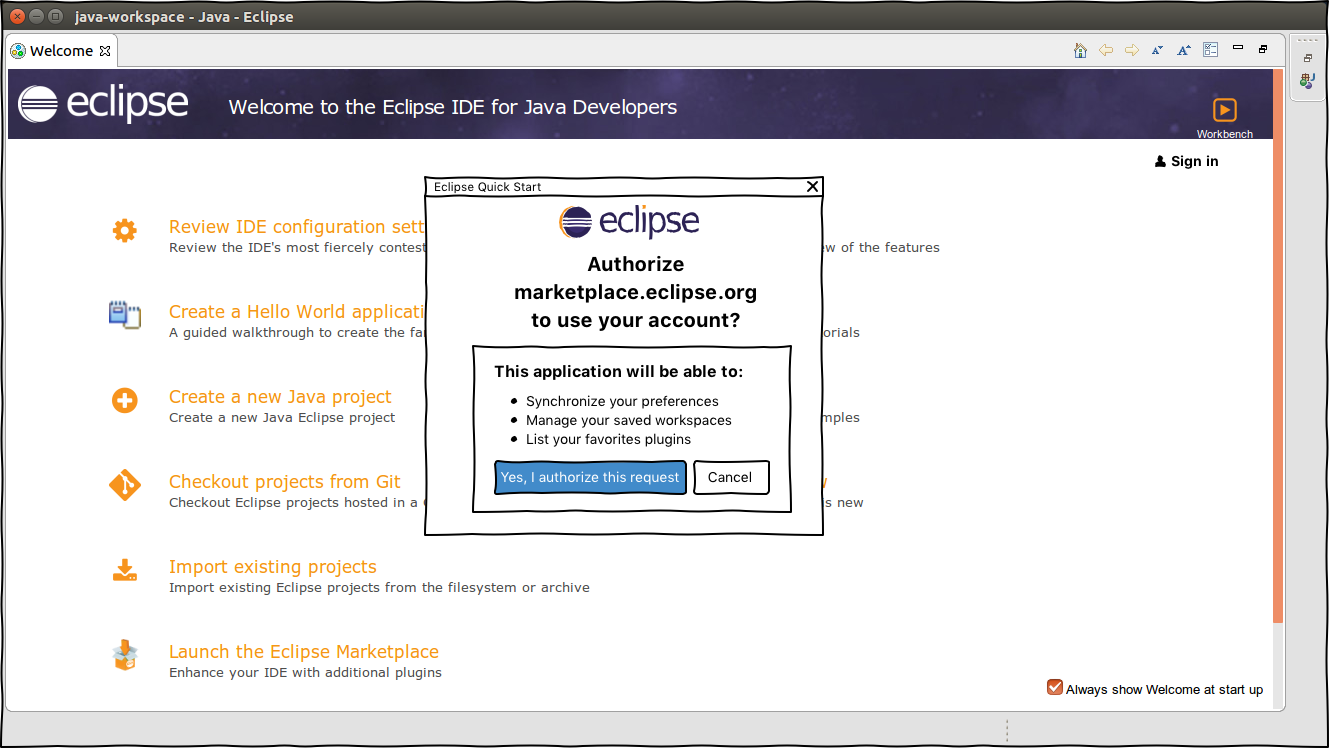 java-workspace - Java - Eclipse
Welcome
eclipse
Welcome to the Eclipse IDE for Java Developers
Workbench
Sign in
Eclipse Quick Start
eclipse
Authorize
marketplace.eclipse.org
to use your account?
This application will be able to:
Synchronize your preferences
Manage your saved workspaces
List your favorites plugins
Yes, I authorize this request
Cancel
Review IDE configuration sett
Review the IDE's most fiercely contest
w of the features
Create a Hello World applicati
A guided walkthrough to create the fa
orials
Create a new Java project
Create a new Java Eclipse project
mples
Checkout projects from Git
Checkout Eclipse projects hosted in a
s new
Import existing projects
Import existing Eclipse projects from the filesystem or archive
Launch the Eclipse Marketplace
Enhance your IDE with additional plugins
Always show Welcome at start up